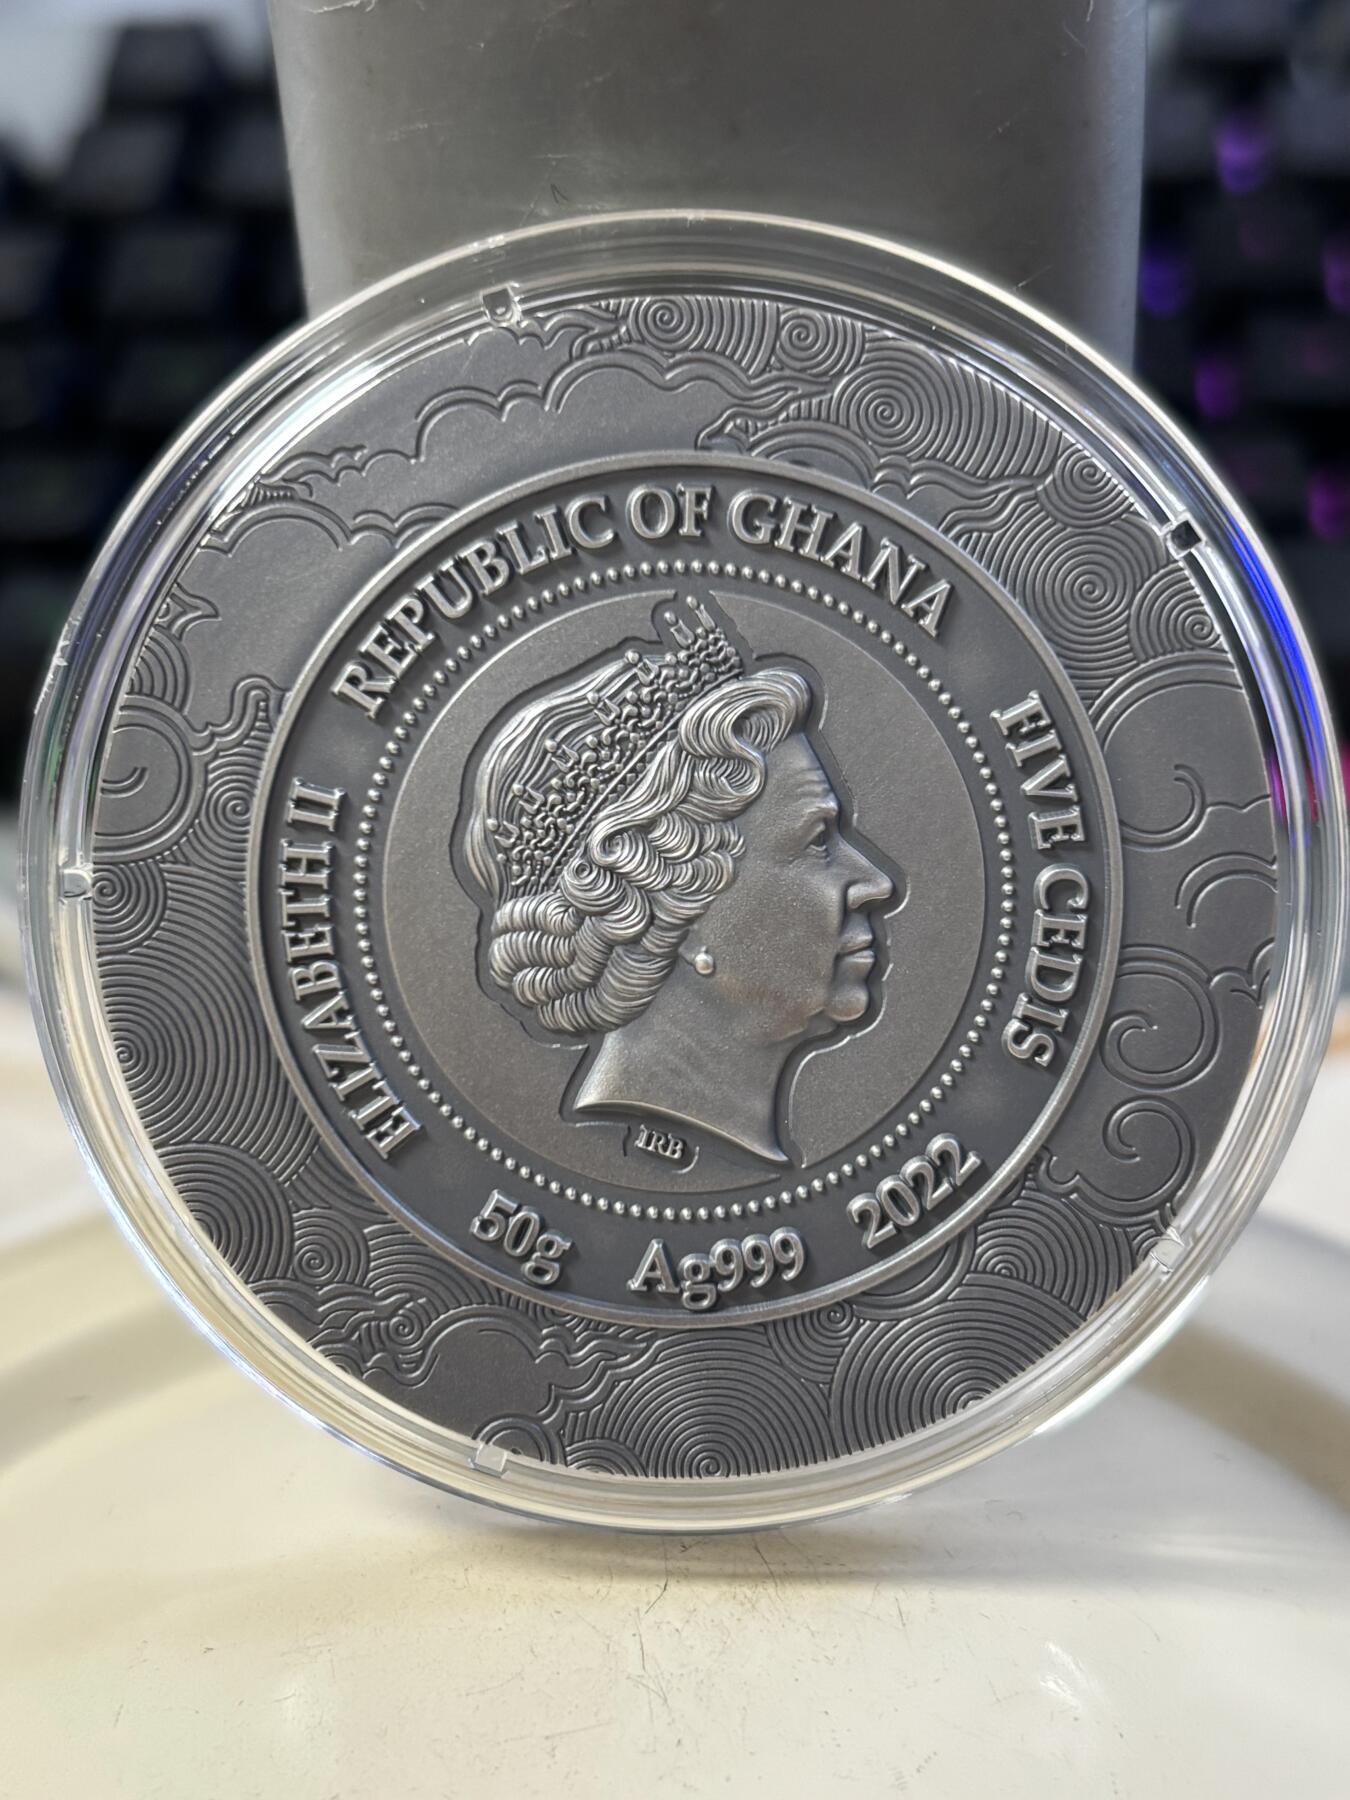 ELIZABETH II
REPUBLIC OF GHANA
FIVE CEDIS
IRB
50g Ag999 2022